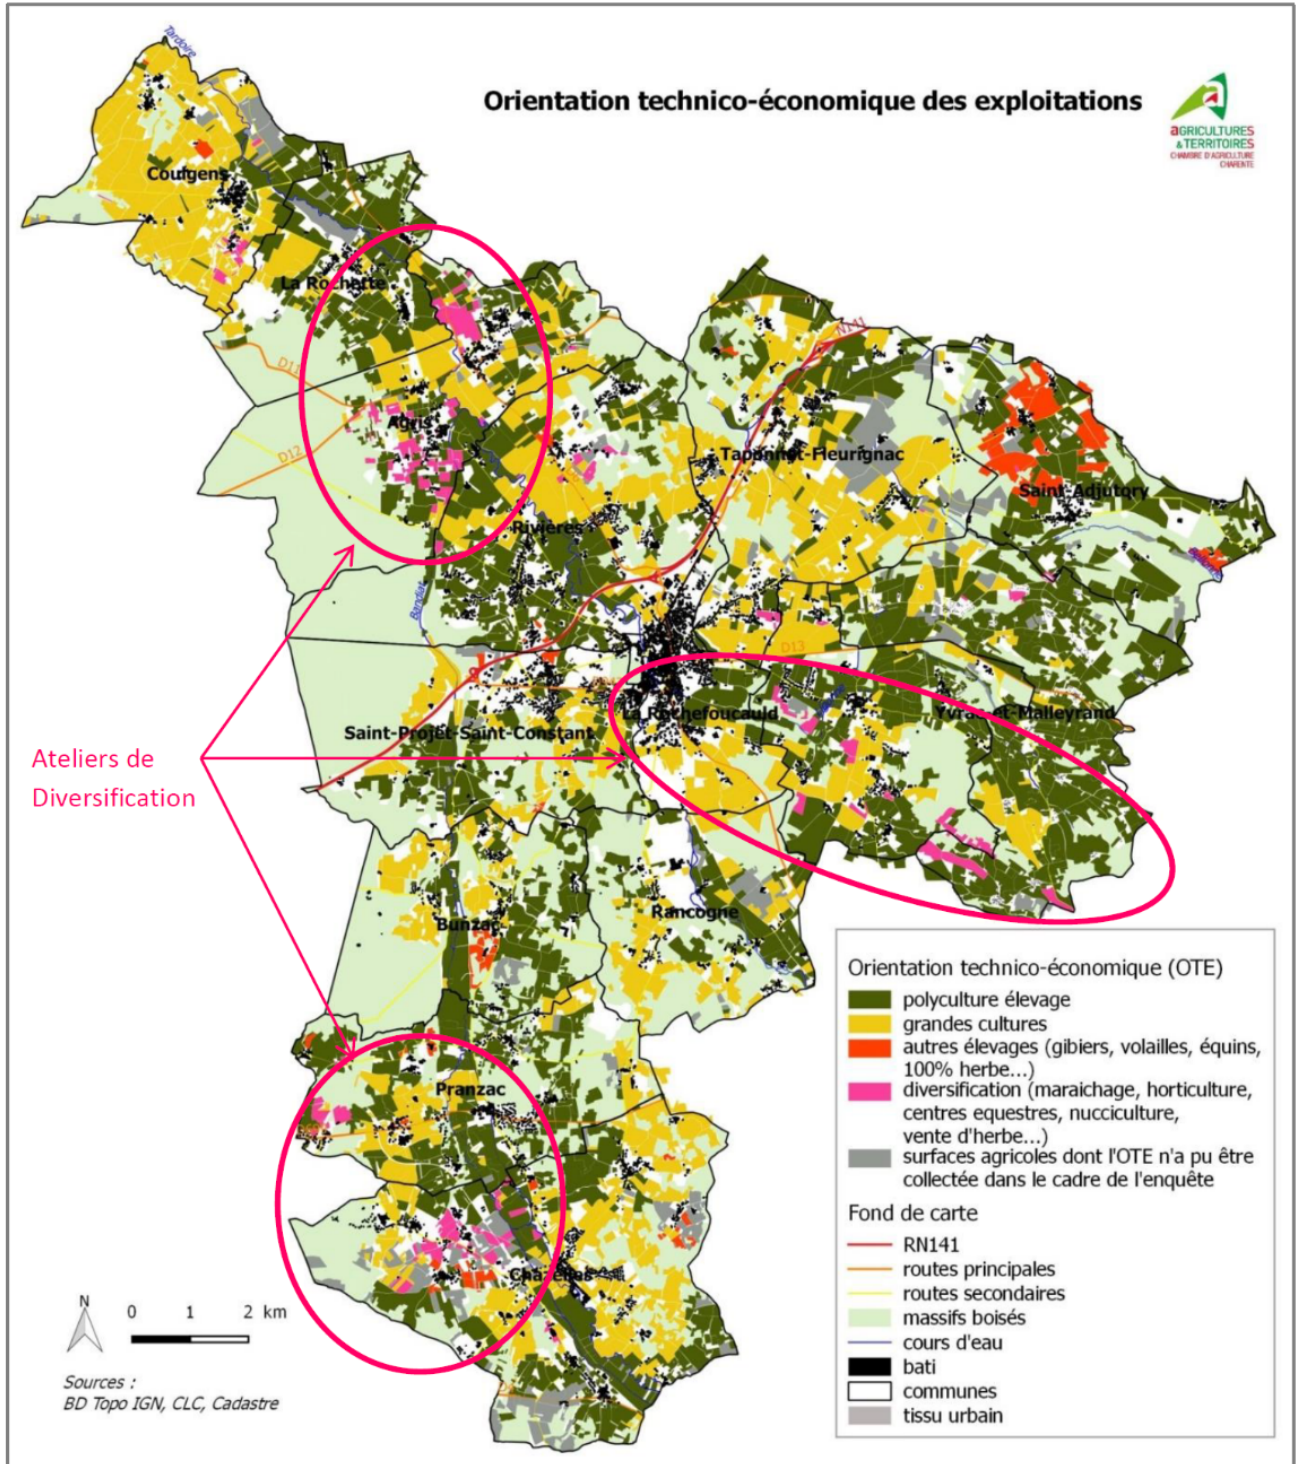 Tardoire
Orientation technico-économique des exploitations
aGRICULTURES
& TERRITOIRES
CHAMBRE D'AGRICULTURE
CHARENTE
Coulgens
La Rochette
N141
D11
Agris
D12
Taponnat-Fleurignac
Saint-Adjutory
Rivières
Bandiat
D13
La Rochefoucauld
Yvrac-et-Malleyrand
Saint-Projet-Saint-Constant
Ateliers de
Diversification
Rancogne
Bunzac
Pranzac
Chazelles
Orientation technico-économique (OTE)
polyculture élevage
grandes cultures
autres élevages (gibiers, volailles, équins,
100% herbe...)
diversification (maraichage, horticulture,
centres equestres, nucciculture,
vente d'herbe...)
surfaces agricoles dont l'OTE n'a pu être
collectée dans le cadre de l'enquête
Fond de carte
RN141
routes principales
routes secondaires
massifs boisés
cours d'eau
bati
communes
tissu urbain
N
0 1 2 km
Sources :
BD Topo IGN, CLC, Cadastre